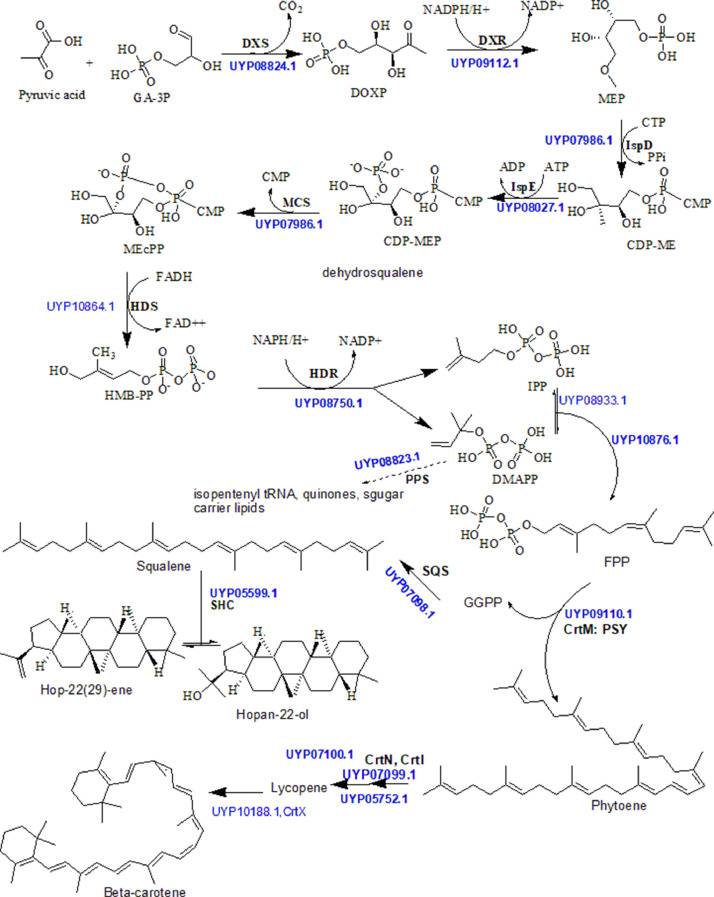 CO2
NADPH/H+
NADP+
DXS
DXR
UYP08824.1
UYP09112.1
Pyruvic acid
+
GA-3P
DOXP
MEP
CTP
UYP07986.1
IspD
PPi
CMP
ADP
ATP
MCS
IspE
UYP07986.1
UYP08027.1
CMP
CMP
MEcPP
CDP-MEP
CDP-ME
dehydrosqualene
FADH
UYP10864.1
HDS
FAD++
NAPH/H+
NADP+
HDR
HMB-PP
UYP08750.1
IPP
UYP08933.1
UYP10876.1
UYP08823.1
PPS
DMAPP
isopentenyl tRNA, quinones, sgugar
carrier lipids
Squalene
FPP
SQS
UYP07098.1
GGPP
UYP05599.1
SHC
UYP09110.1
CrtM: PSY
Hop-22(29)-ene
Hopan-22-ol
UYP07100.1
CrtN, CrtI
UYP07099.1
Lycopene
UYP05752.1
Phytoene
UYP10188.1,CrtX
Beta-carotene